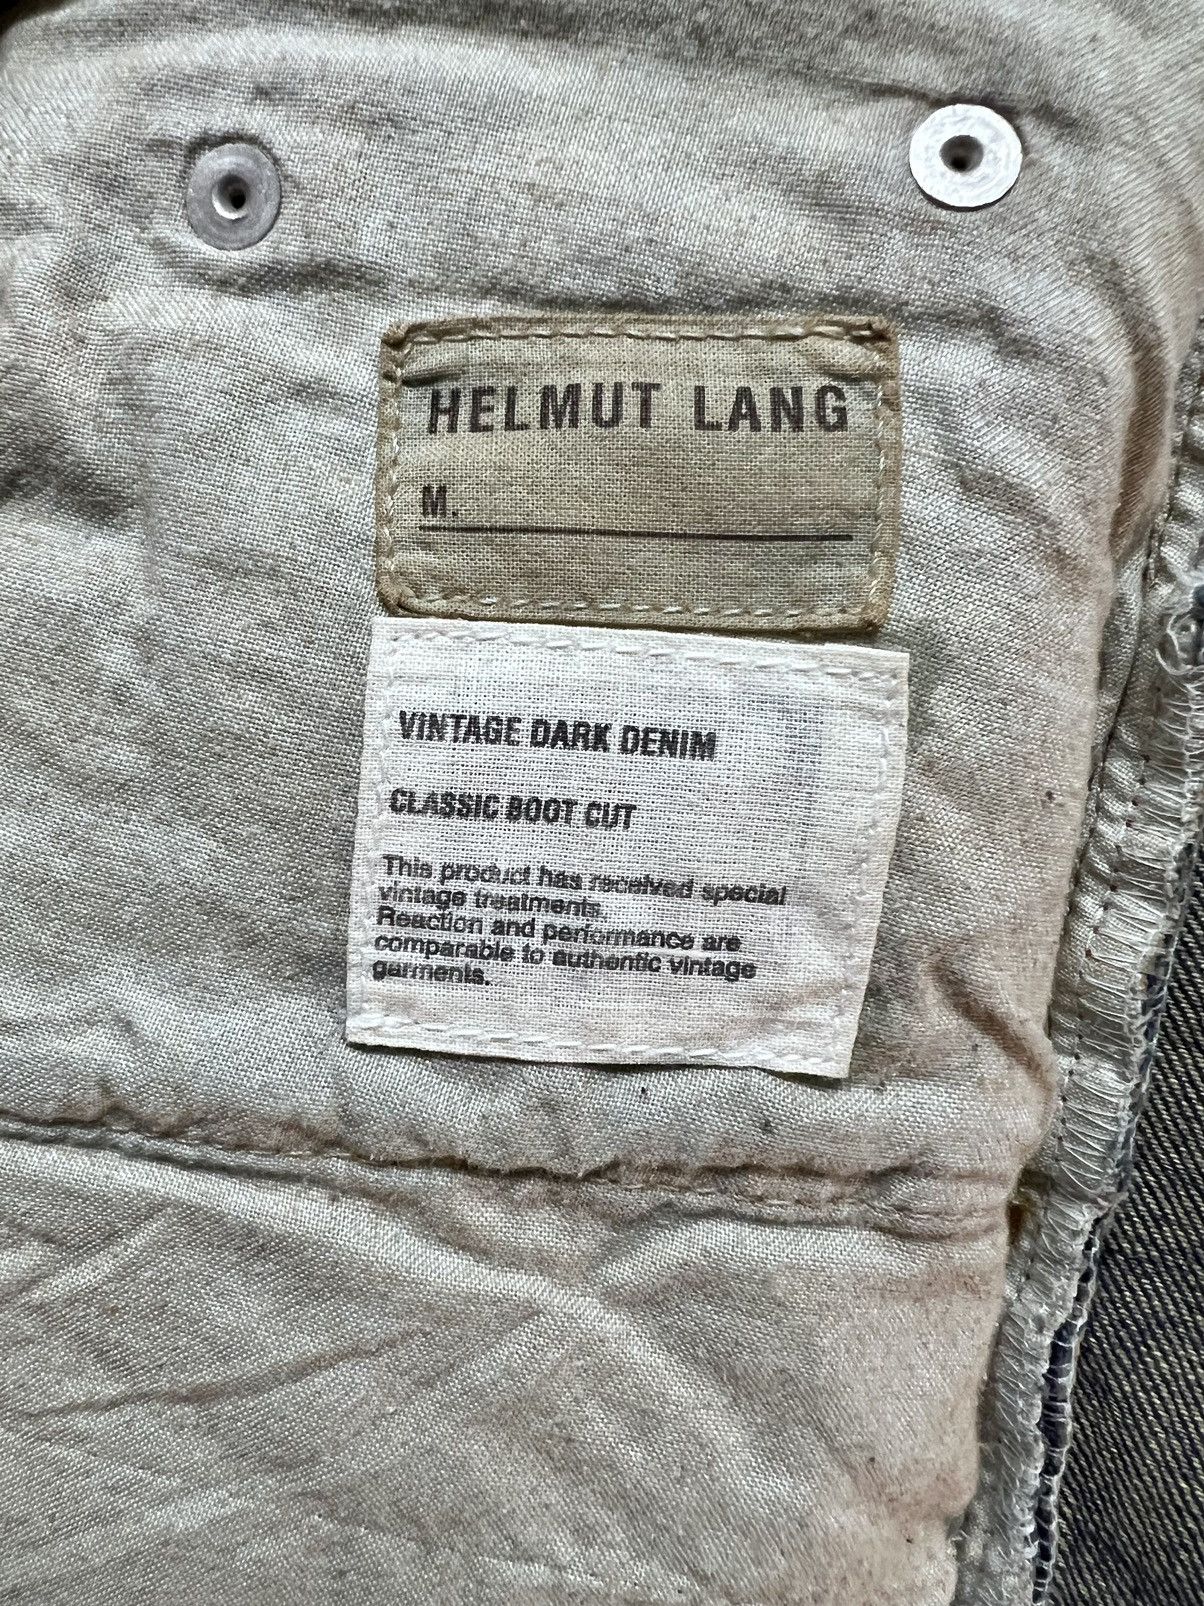 HELMUT LANG
M.
VINTAGE DARK DENIM
CLASSIC BOOT CUT
This product has received special
vintage treatments.
Reaction and performance are
comparable to authentic vintage
garments.